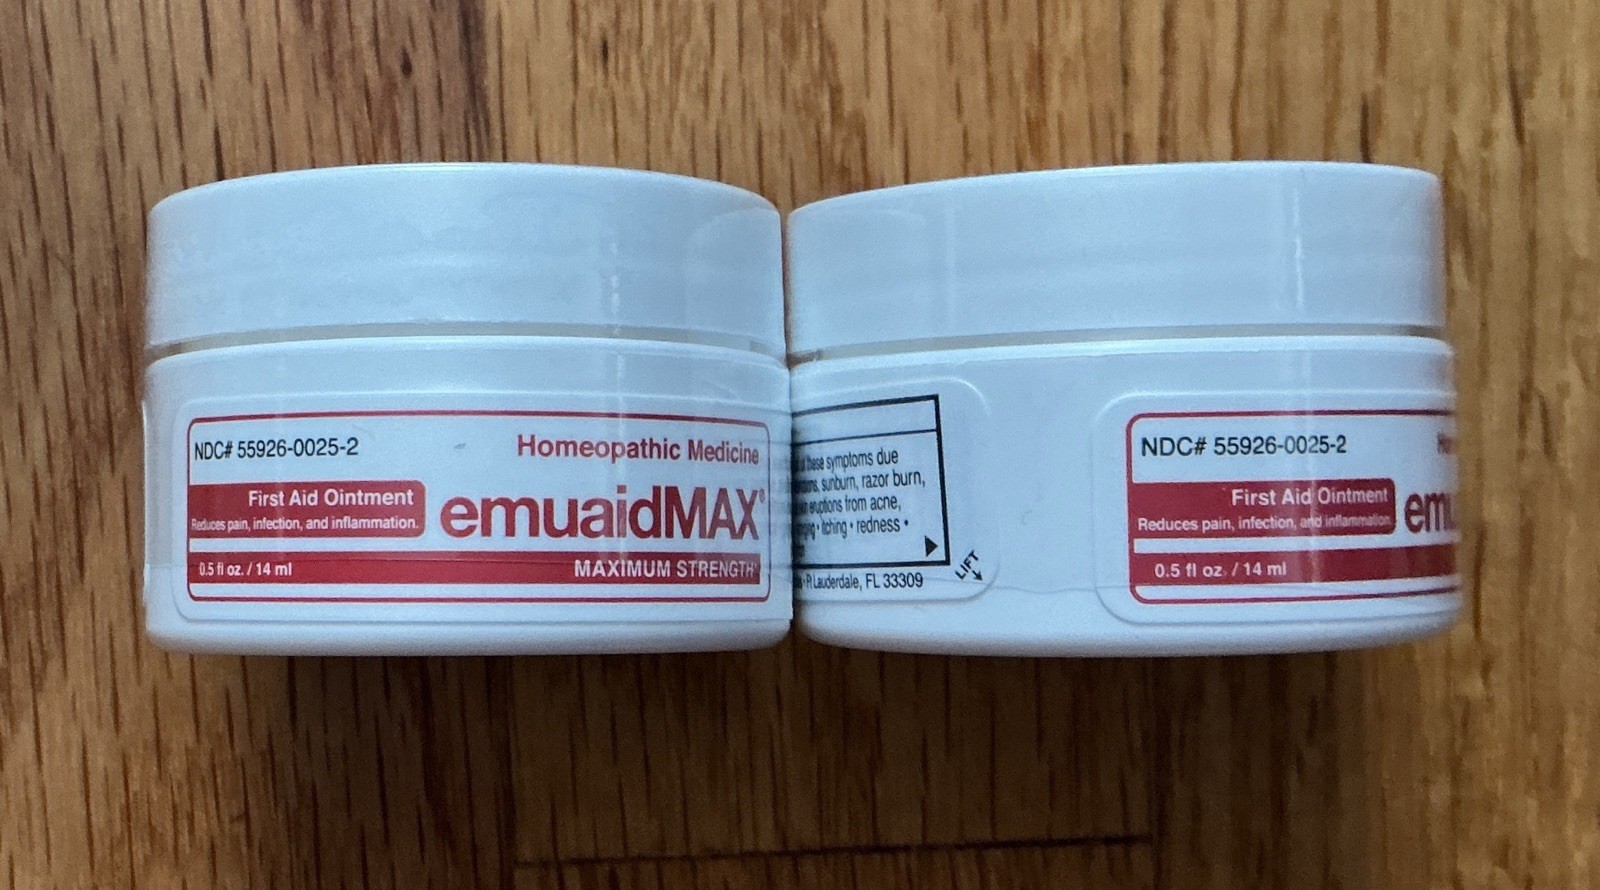 NDC# 55926-0025-2
Homeopathic Medicine
First Aid Ointment
Reduces pain, infection, and inflammation.
emuaidMAX®
0.5 fl oz. / 14 ml
MAXIMUM STRENGTH
these symptoms due
sunburn, razor burn,
eruptions from acne,
• itching • redness •
Lauderdale, FL 33309
LIFT
NDC# 55926-0025-2
First Aid Ointment
Reduces pain, infection, and inflammation.
emu
0.5 fl oz. / 14 ml